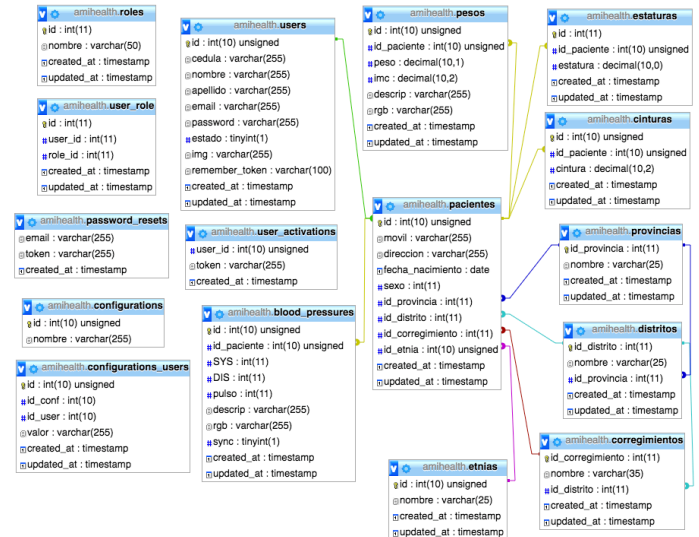 amihealth.roles
id : int(11)
nombre : varchar(50)
created_at : timestamp
updated_at : timestamp
amihealth.user_role
id : int(11)
user_id : int(11)
role_id : int(11)
created_at : timestamp
updated_at : timestamp
amihealth.password_resets
email : varchar(255)
token : varchar(255)
created_at : timestamp
amihealth.configurations
id : int(10) unsigned
nombre : varchar(255)
amihealth.configurations_users
id : int(10) unsigned
id_conf : int(10)
id_user : int(10)
valor : varchar(255)
created_at : timestamp
updated_at : timestamp
amihealth.users
id : int(10) unsigned
cedula : varchar(255)
nombre : varchar(255)
apellido : varchar(255)
email : varchar(255)
password : varchar(255)
estado : tinyint(1)
img : varchar(255)
remember_token : varchar(100)
created_at : timestamp
updated_at : timestamp
amihealth.user_activations
user_id : int(10) unsigned
token : varchar(255)
created_at : timestamp
amihealth.blood_pressures
id : int(10) unsigned
id_paciente : int(10) unsigned
SYS : int(11)
DIS : int(11)
pulso : int(11)
descrip : varchar(255)
rgb : varchar(255)
sync : tinyint(1)
created_at : timestamp
updated_at : timestamp
amihealth.pesos
id : int(10) unsigned
id_paciente : int(10) unsigned
peso : decimal(10,1)
imc : decimal(10,2)
descrip : varchar(255)
rgb : varchar(255)
created_at : timestamp
updated_at : timestamp
amihealth.pacientes
id : int(10) unsigned
movil : varchar(255)
direccion : varchar(255)
fecha_nacimiento : date
sexo : int(11)
id_provincia : int(11)
id_distrito : int(11)
id_corregimiento : int(11)
id_etnia : int(10) unsigned
created_at : timestamp
updated_at : timestamp
amihealth.etnias
id : int(10) unsigned
nombre : varchar(25)
created_at : timestamp
updated_at : timestamp
amihealth.estaturas
id : int(11)
id_paciente : int(10) unsigned
estatura : decimal(10,0)
created_at : timestamp
updated_at : timestamp
amihealth.cinturas
id : int(10) unsigned
id_paciente : int(10) unsigned
cintura : decimal(10,2)
created_at : timestamp
updated_at : timestamp
amihealth.provincias
id_provincia : int(11)
nombre : varchar(25)
created_at : timestamp
updated_at : timestamp
amihealth.distritos
id_distrito : int(11)
nombre : varchar(25)
id_provincia : int(11)
created_at : timestamp
updated_at : timestamp
amihealth.corregimientos
id_corregimiento : int(11)
nombre : varchar(35)
id_distrito : int(11)
created_at : timestamp
updated_at : timestamp